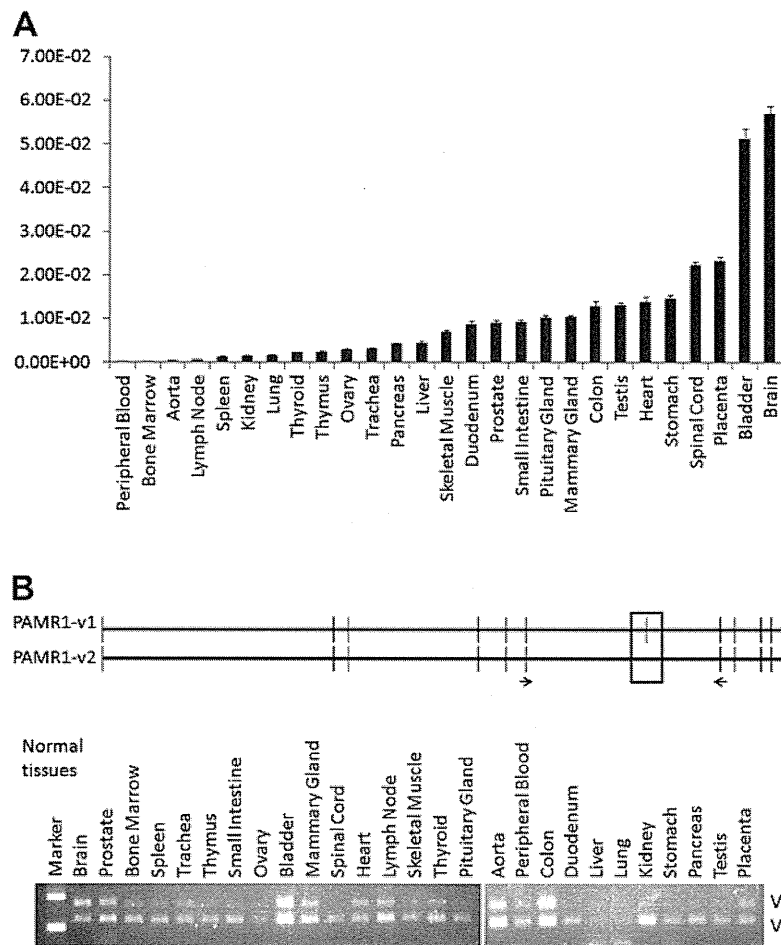 A
7.00E-02
6.00E-02
5.00E-02
4.00E-02
3.00E-02
2.00E-02
1.00E-02
0.00E+00
Peripheral Blood
Bone Marrow
Aorta
Lymph Node
Spleen
Kidney
Lung
Thyroid
Thymus
Ovary
Trachea
Pancreas
Liver
Skeletal Muscle
Duodenum
Prostate
Small Intestine
Pituitary Gland
Mammary Gland
Colon
Testis
Heart
Stomach
Spinal Cord
Placenta
Bladder
Brain
B
PAMR1-v1
PAMR1-v2
Normal
tissues
Marker
Brain
Prostate
Bone Marrow
Spleen
Trachea
Thymus
Small Intestine
Ovary
Bladder
Mammary Gland
Spinal Cord
Heart
Lymph Node
Skeletal Muscle
Thyroid
Pituitary Gland
Aorta
Peripheral Blood
Colon
Duodenum
Liver
Lung
Kidney
Stomach
Pancreas
Testis
Placenta